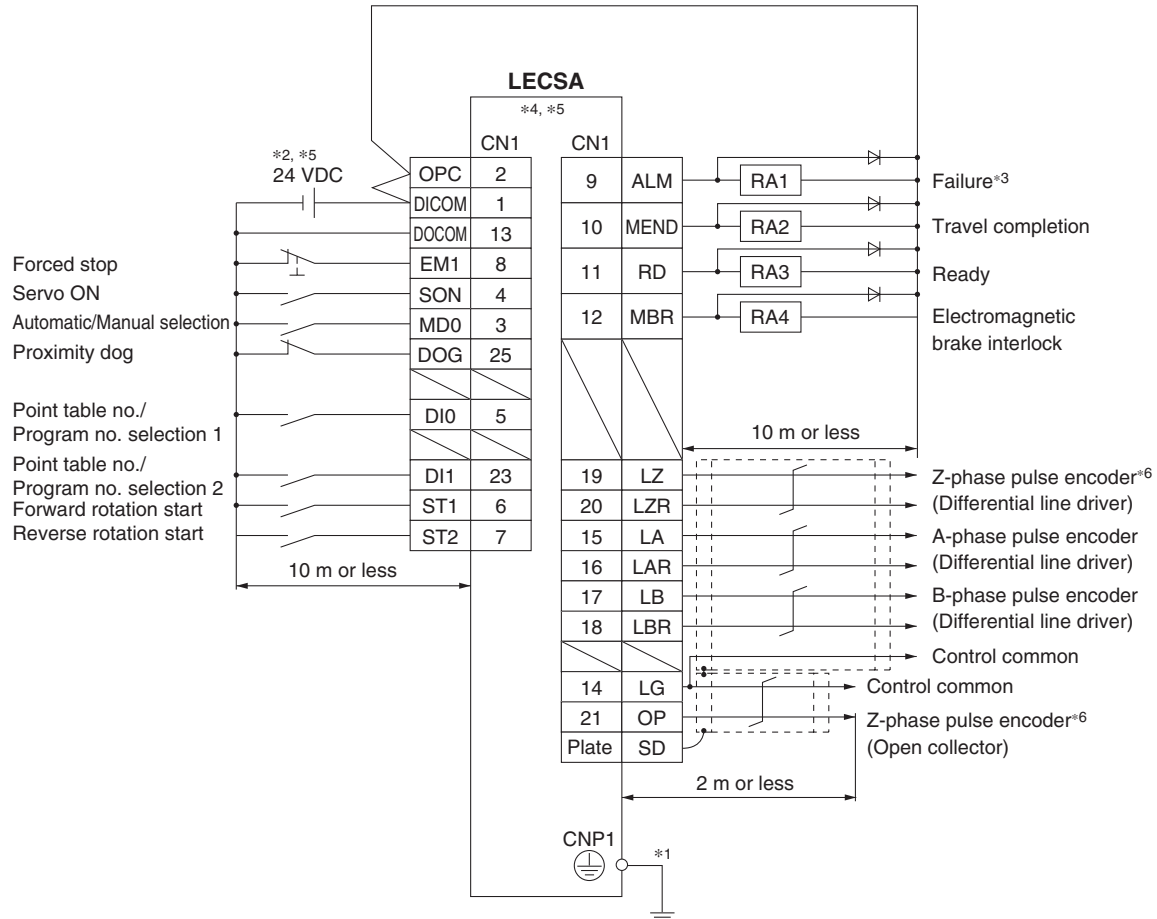 LECSA
*4, *5
CN1
CN1
*2, *5
24 VDC
OPC 2
DICOM 1
DOCOM 13
Forced stop EM1 8
Servo ON SON 4
Automatic/Manual selection MD0 3
Proximity dog DOG 25
Point table no./
Program no. selection 1
DI0 5
Point table no./
Program no. selection 2
DI1 23
Forward rotation start ST1 6
Reverse rotation start ST2 7
10 m or less
9 ALM RA1 Failure*3
10 MEND RA2 Travel completion
11 RD RA3 Ready
12 MBR RA4 Electromagnetic
brake interlock
10 m or less
19 LZ Z-phase pulse encoder*6
20 LZR (Differential line driver)
15 LA A-phase pulse encoder
16 LAR (Differential line driver)
17 LB B-phase pulse encoder
18 LBR (Differential line driver)
Control common
14 LG Control common
21 OP Z-phase pulse encoder*6
Plate SD (Open collector)
2 m or less
CNP1
*1